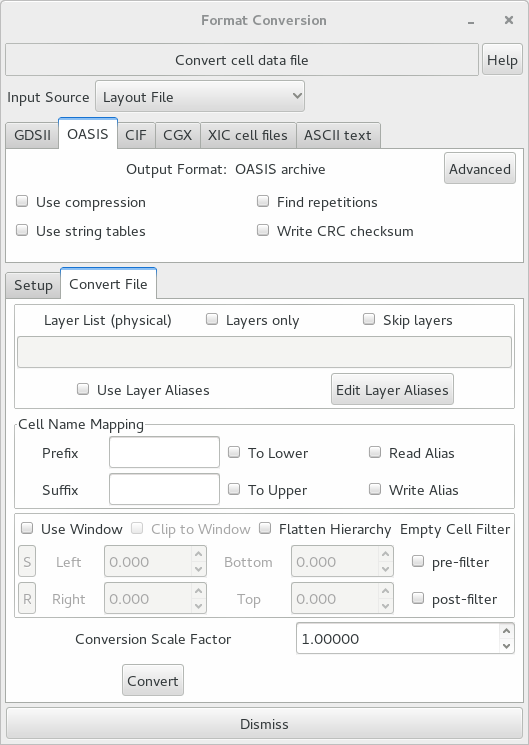 Format Conversion
Convert cell data file Help
Input Source Layout File
GDSII OASIS CIF CGX XIC cell files ASCII text
Output Format: OASIS archive Advanced
Use compression Find repetitions
Use string tables Write CRC checksum
Setup Convert File
Layer List (physical) Layers only Skip layers
Use Layer Aliases Edit Layer Aliases
Cell Name Mapping
Prefix To Lower Read Alias
Suffix To Upper Write Alias
Use Window Clip to Window Flatten Hierarchy Empty Cell Filter
S Left 0.000 Bottom 0.000 pre-filter
R Right 0.000 Top 0.000 post-filter
Conversion Scale Factor 1.00000
Convert
Dismiss